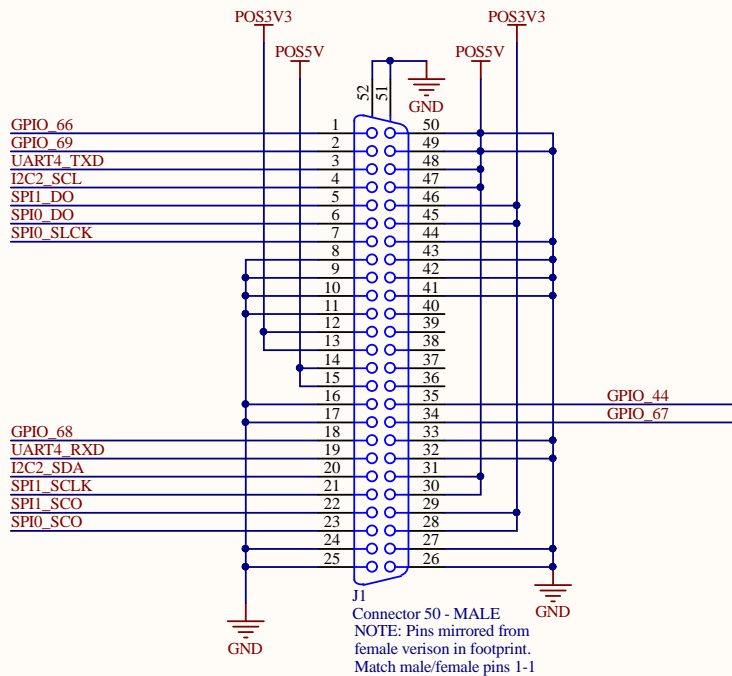 POS3V3
POS3V3
POS5V
POS5V
52
51
GND
GPIO_66
1
50
GPIO_69
2
49
UART4_TXD
3
48
I2C2_SCL
4
47
SPI1_DO
5
46
SPI0_DO
6
45
SPI0_SLCK
7
44
8
43
9
42
10
41
11
40
12
39
13
38
14
37
15
36
16
35
GPIO_44
17
34
GPIO_67
GPIO_68
18
33
UART4_RXD
19
32
I2C2_SDA
20
31
SPI1_SCLK
21
30
SPI1_SCO
22
29
SPI0_SCO
23
28
24
27
25
26
J1
GND
GND
Connector 50 - MALE
NOTE: Pins mirrored from
female verison in footprint.
Match male/female pins 1-1